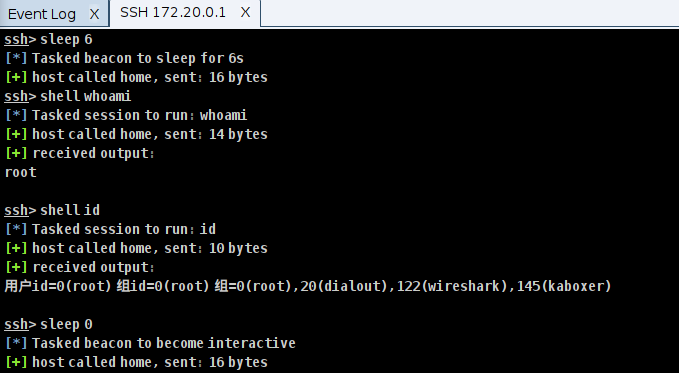 Event Log X SSH 172.20.0.1 X
ssh> sleep 6
[*] Tasked beacon to sleep for 6s
[+] host called home, sent: 16 bytes
ssh> shell whoami
[*] Tasked session to run: whoami
[+] host called home, sent: 14 bytes
[+] received output:
root
ssh> shell id
[*] Tasked session to run: id
[+] host called home, sent: 10 bytes
[+] received output:
用户id=0(root) 组id=0(root) 组=0(root),20(dialout),122(wireshark),145(kaboxer)
ssh> sleep 0
[*] Tasked beacon to become interactive
[+] host called home, sent: 16 bytes